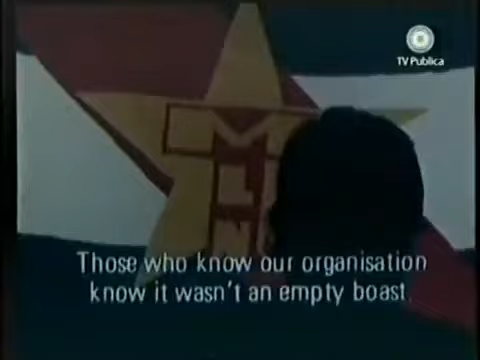 TV Publica
M
L
Those who know our organisation
know it wasn't an empty boast.